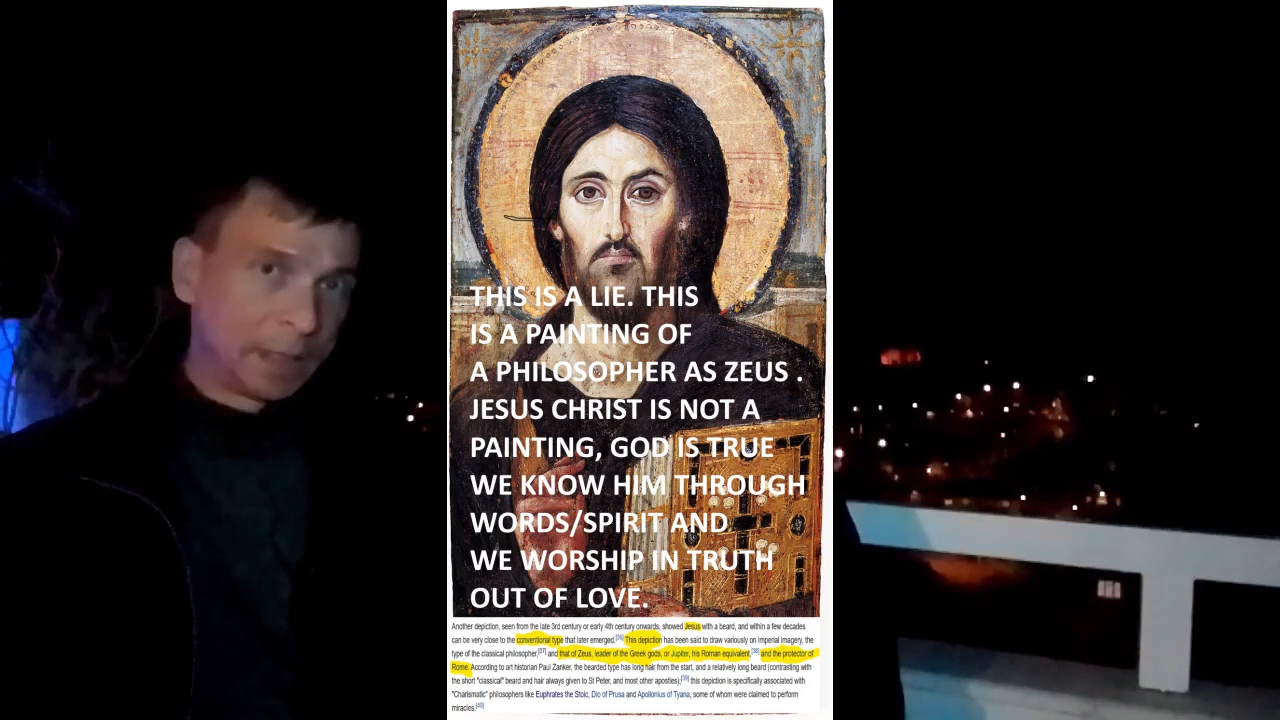 THIS IS A LIE. THIS
IS A PAINTING OF
A PHILOSOPHER AS ZEUS .
JESUS CHRIST IS NOT A
PAINTING, GOD IS TRUE
WE KNOW HIM THROUGH
WORDS/SPIRIT AND
WE WORSHIP IN TRUTH
OUT OF LOVE.
Another depiction, seen from the late 3rd century or early 4th century onwards, showed Jesus with a beard, and within a few decades
can be very close to the conventional type that later emerged.[36] This depiction has been said to draw variously on Imperial imagery, the
type of the classical philosopher,[37] and that of Zeus, leader of the Greek gods, or Jupiter, his Roman equivalent,[38] and the protector of
Rome. According to art historian Paul Zanker, the bearded type has long hair from the start, and a relatively long beard (contrasting with
the short "classical" beard and hair always given to St Peter, and most other apostles);[39] this depiction is specifically associated with
"Charismatic" philosophers like Euphrates the Stoic, Dio of Prusa and Apollonius of Tyana, some of whom were claimed to perform
miracles.[40]